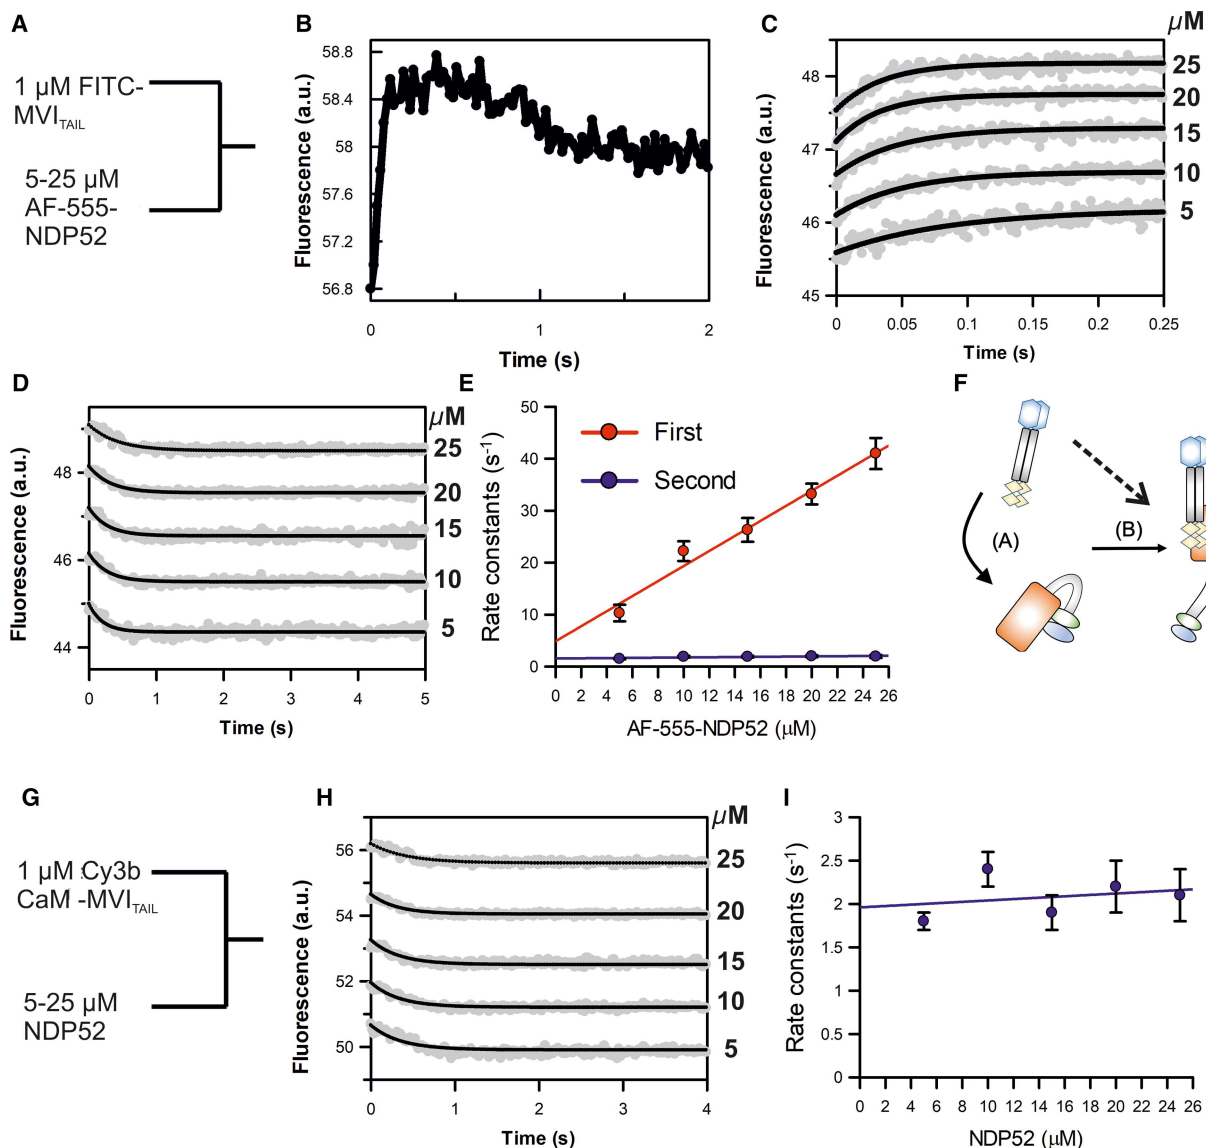 A
1 µM FITC-
MVI TAIL
5-25 µM
AF-555-
NDP52
B
Fluorescence (a.u.)
58.8
58.4
58
57.6
57.2
56.8
0
1
2
Time (s)
C
µM
Fluorescence (a.u.)
48
47
46
45
25
20
15
10
5
0
0.05
0.1
0.15
0.2
0.25
Time (s)
D
µM
Fluorescence (a.u.)
48
46
44
25
20
15
10
5
0
1
2
3
4
5
Time (s)
E
Rate constants (s-1)
50
40
30
20
10
0
First
Second
0 2 4 6 8 10 12 14 16 18 20 22 24 26
AF-555-NDP52 (µM)
F
(A)
(B)
G
1 µM Cy3b
CaM -MVI TAIL
5-25 µM
NDP52
H
µM
Fluorescence (a.u.)
56
54
52
50
25
20
15
10
5
0
1
2
3
4
Time (s)
I
Rate constants (s-1)
3
2.5
2
1.5
1
0.5
0
0 2 4 6 8 10 12 14 16 18 20 22 24 26
NDP52 (µM)